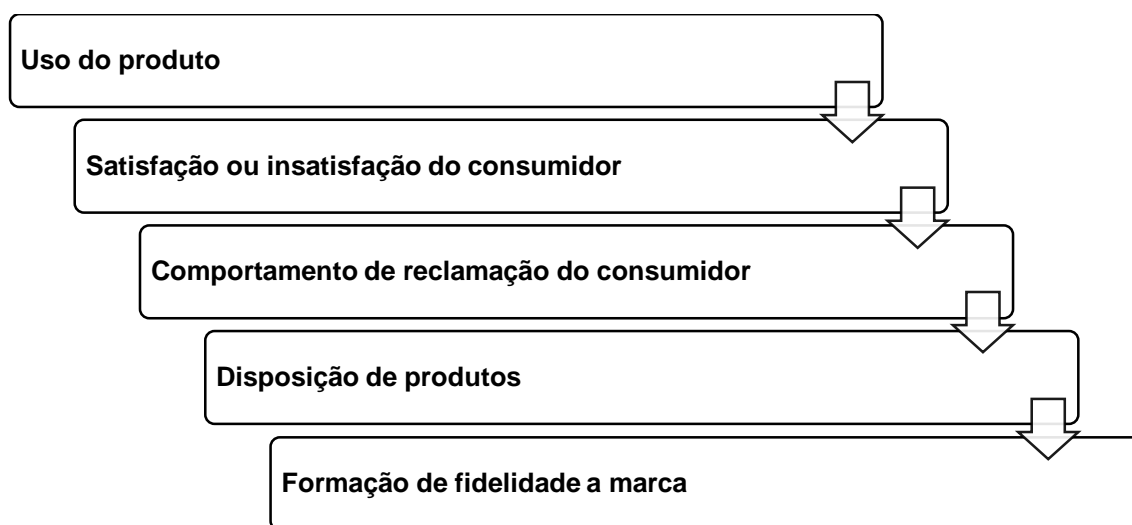 Uso do produto
Satisfação ou insatisfação do consumidor
Comportamento de reclamação do consumidor
Disposição de produtos
Formação de fidelidade a marca